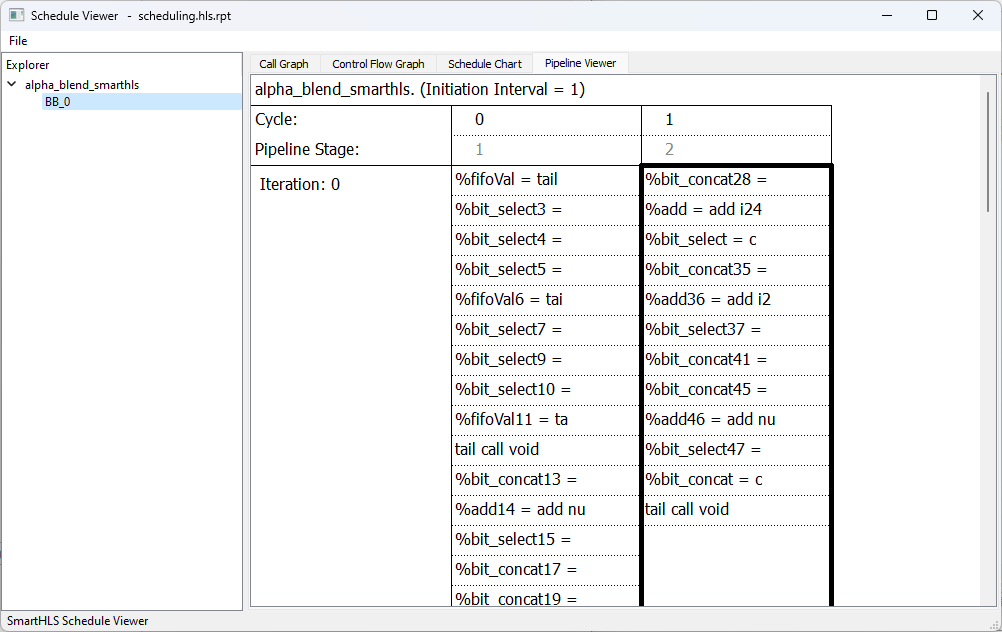 Schedule Viewer - scheduling.hls.rpt
File
Explorer
alpha_blend_smarthls
BB_0
Call Graph Control Flow Graph Schedule Chart Pipeline Viewer
alpha_blend_smarthls. (Initiation Interval = 1)
Cycle: 0 1
Pipeline Stage: 1 2
Iteration: 0
%fifoVal = tail %bit_concat28 =
%bit_select3 = %add = add i24
%bit_select4 = %bit_select = c
%bit_select5 = %bit_concat35 =
%fifoVal6 = tai %add36 = add i2
%bit_select7 = %bit_select37 =
%bit_select9 = %bit_concat41 =
%bit_select10 = %bit_concat45 =
%fifoVal11 = ta %add46 = add nu
tail call void %bit_select47 =
%bit_concat13 = %bit_concat = c
%add14 = add nu tail call void
%bit_select15 =
%bit_concat17 =
%bit_concat19 =
SmartHLS Schedule Viewer